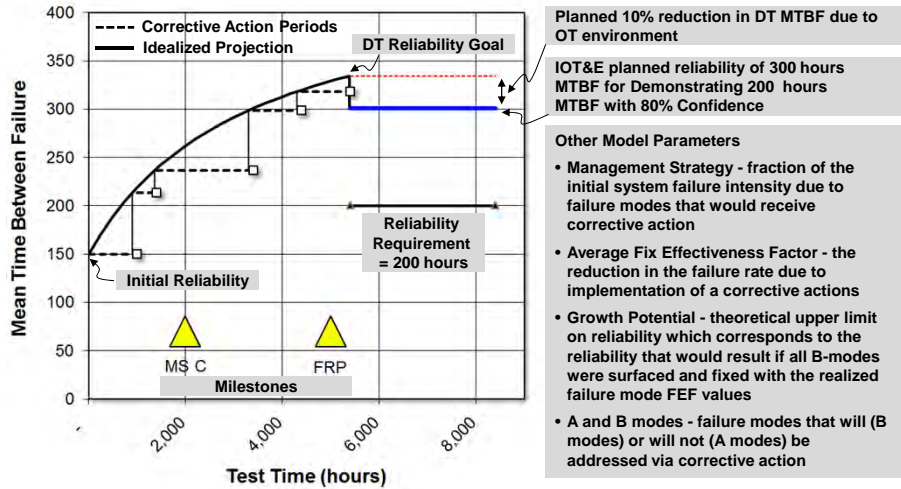 Corrective Action Periods
Idealized Projection
DT Reliability Goal
Initial Reliability
Reliability
Requirement
= 200 hours
MS C
FRP
Milestones
Mean Time Between Failure
400
350
300
250
200
150
100
50
0
-
2,000
4,000
6,000
8,000
Test Time (hours)
Planned 10% reduction in DT MTBF due to
OT environment
IOT&E planned reliability of 300 hours
MTBF for Demonstrating 200 hours
MTBF with 80% Confidence
Other Model Parameters
• Management Strategy - fraction of the
initial system failure intensity due to
failure modes that would receive
corrective action
• Average Fix Effectiveness Factor - the
reduction in the failure rate due to
implementation of a corrective actions
• Growth Potential - theoretical upper limit
on reliability which corresponds to the
reliability that would result if all B-modes
were surfaced and fixed with the realized
failure mode FEF values
• A and B modes - failure modes that will (B
modes) or will not (A modes) be
addressed via corrective action